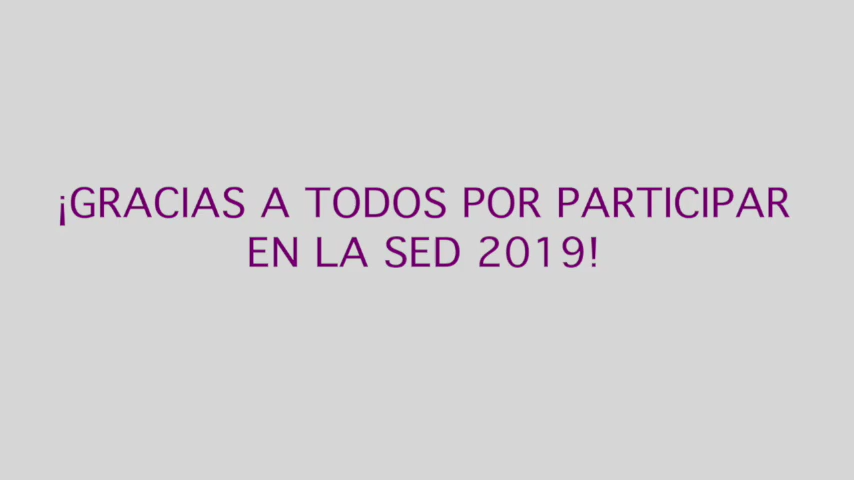 ¡GRACIAS A TODOS POR PARTICIPAR
EN LA SED 2019!